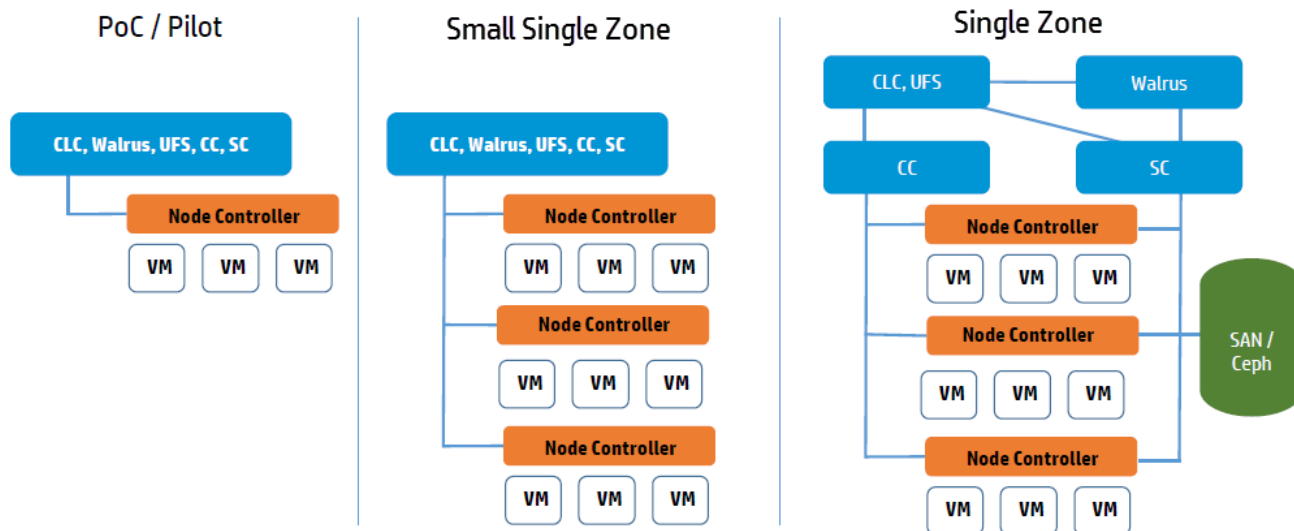 PoC / Pilot
CLC, Walrus, UFS, CC, SC
Node Controller
VM VM VM
Small Single Zone
CLC, Walrus, UFS, CC, SC
Node Controller
VM VM VM
Node Controller
VM VM VM
Node Controller
VM VM VM
Single Zone
CLC, UFS
Walrus
CC
SC
Node Controller
VM VM VM
Node Controller
VM VM VM
Node Controller
VM VM VM
SAN /
Ceph